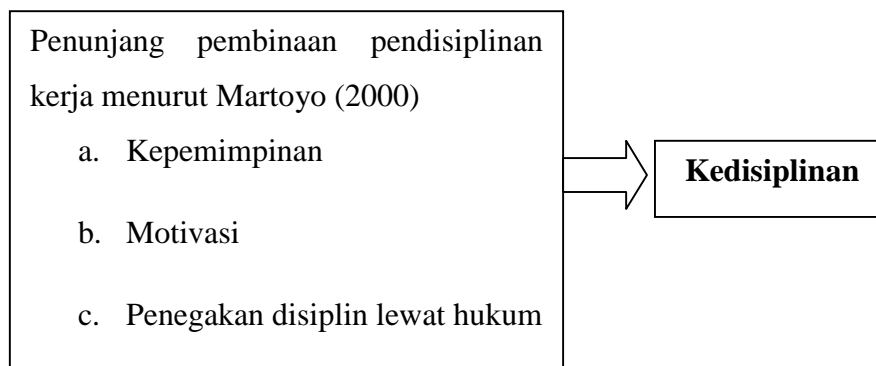 Penunjang pembinaan pendisiplinan
kerja menurut Martoyo (2000)
a. Kepemimpinan
b. Motivasi
c. Penegakan disiplin lewat hukum
Kedisiplinan